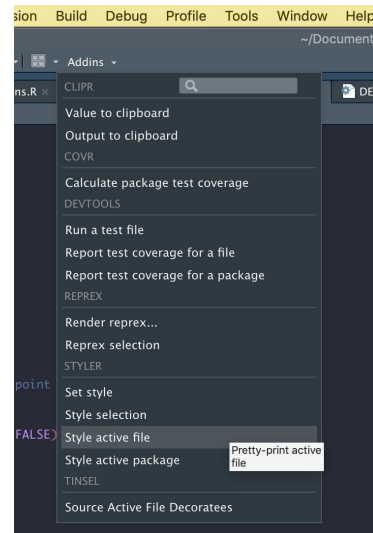 sion Build Debug Profile Tools Window Help
~/Document
Addins
ns.R ×
DE
CLIPR
Value to clipboard
Output to clipboard
COVR
Calculate package test coverage
DEVTOOLS
Run a test file
Report test coverage for a file
Report test coverage for a package
REPREX
Render reprex...
Reprex selection
STYLER
Set style
point
Style selection
Style active file
FALSE)
Pretty-print active
file
Style active package
TINSEL
Source Active File Decoratees